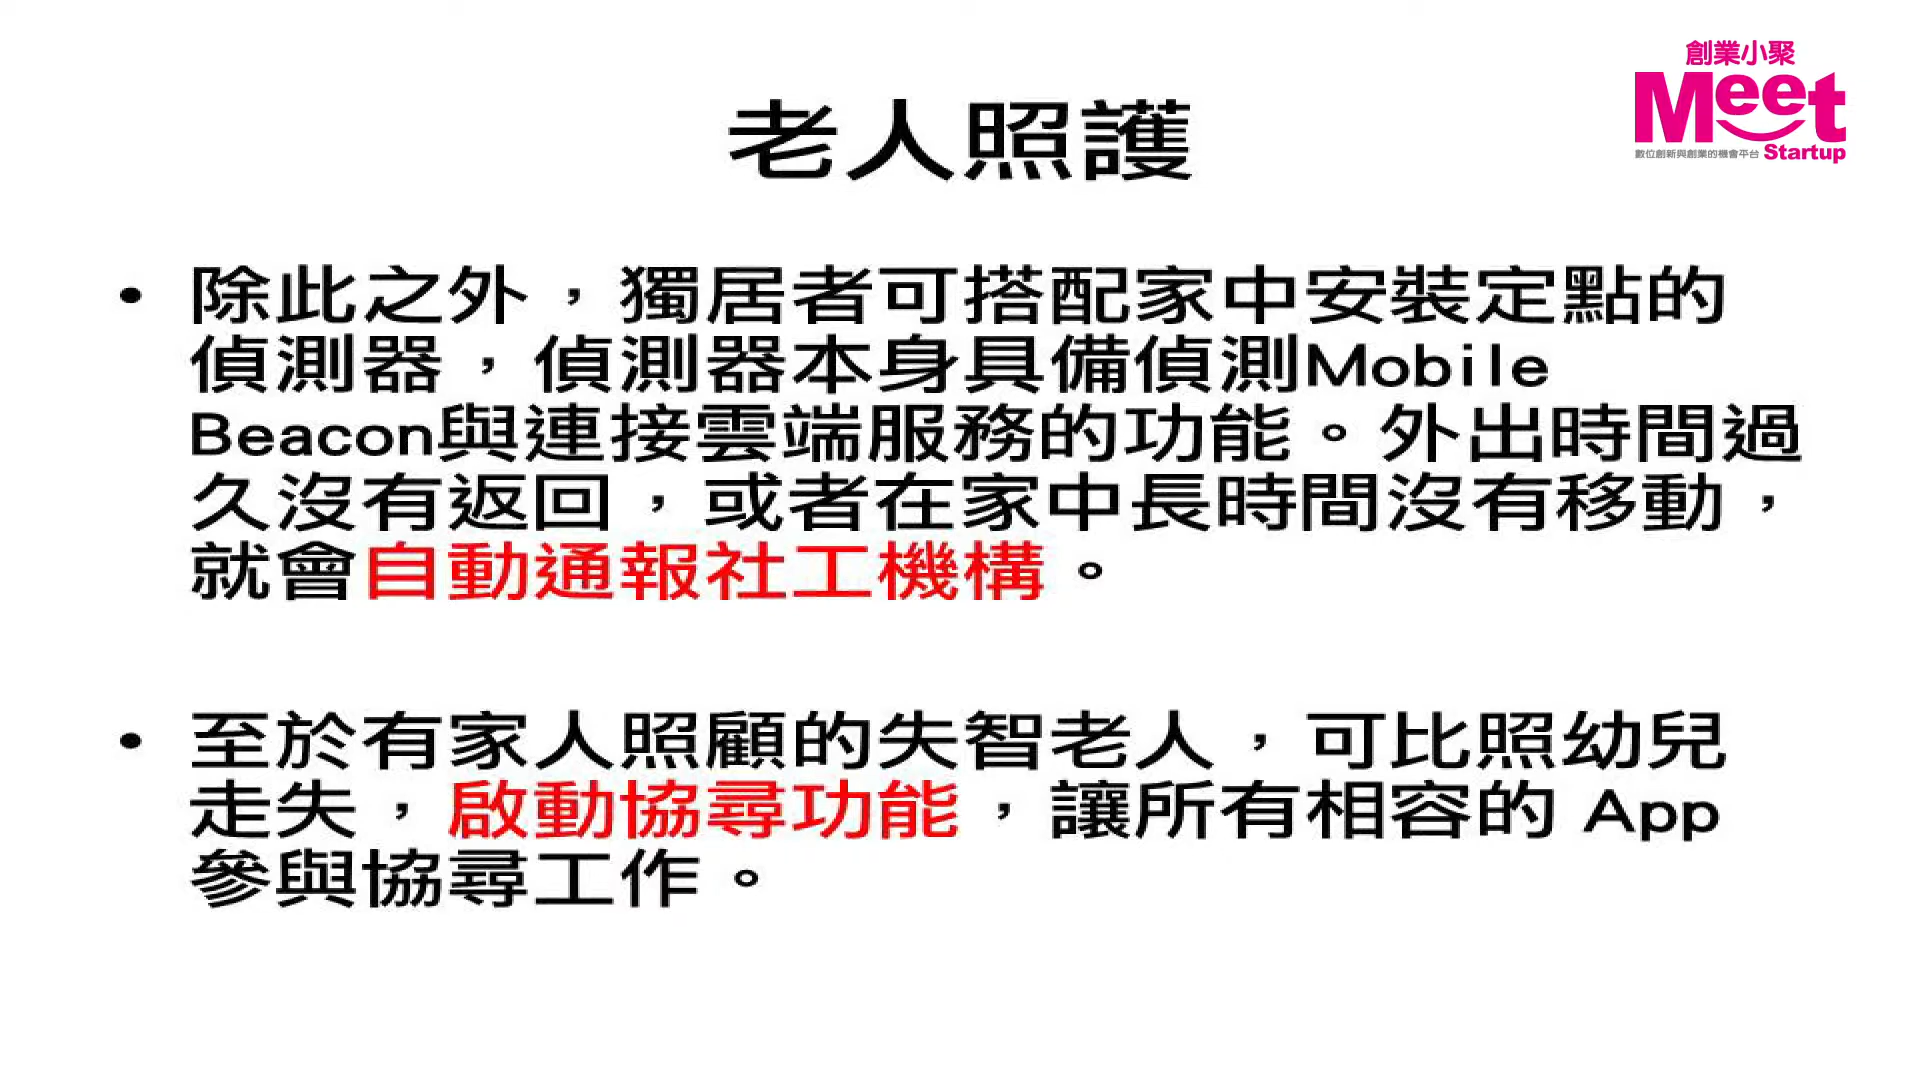 創業小聚
Meet
數位創新與創業的機會平台 Startup
老人照護
• 除此之外，獨居者可搭配家中安裝定點的
偵測器，偵測器本身具備偵測Mobile
Beacon與連接雲端服務的功能。外出時間過
久沒有返回，或者在家中長時間沒有移動，
就會自動通報社工機構。
• 至於有家人照顧的失智老人，可比照幼兒
走失，啟動協尋功能，讓所有相容的 App
參與協尋工作。